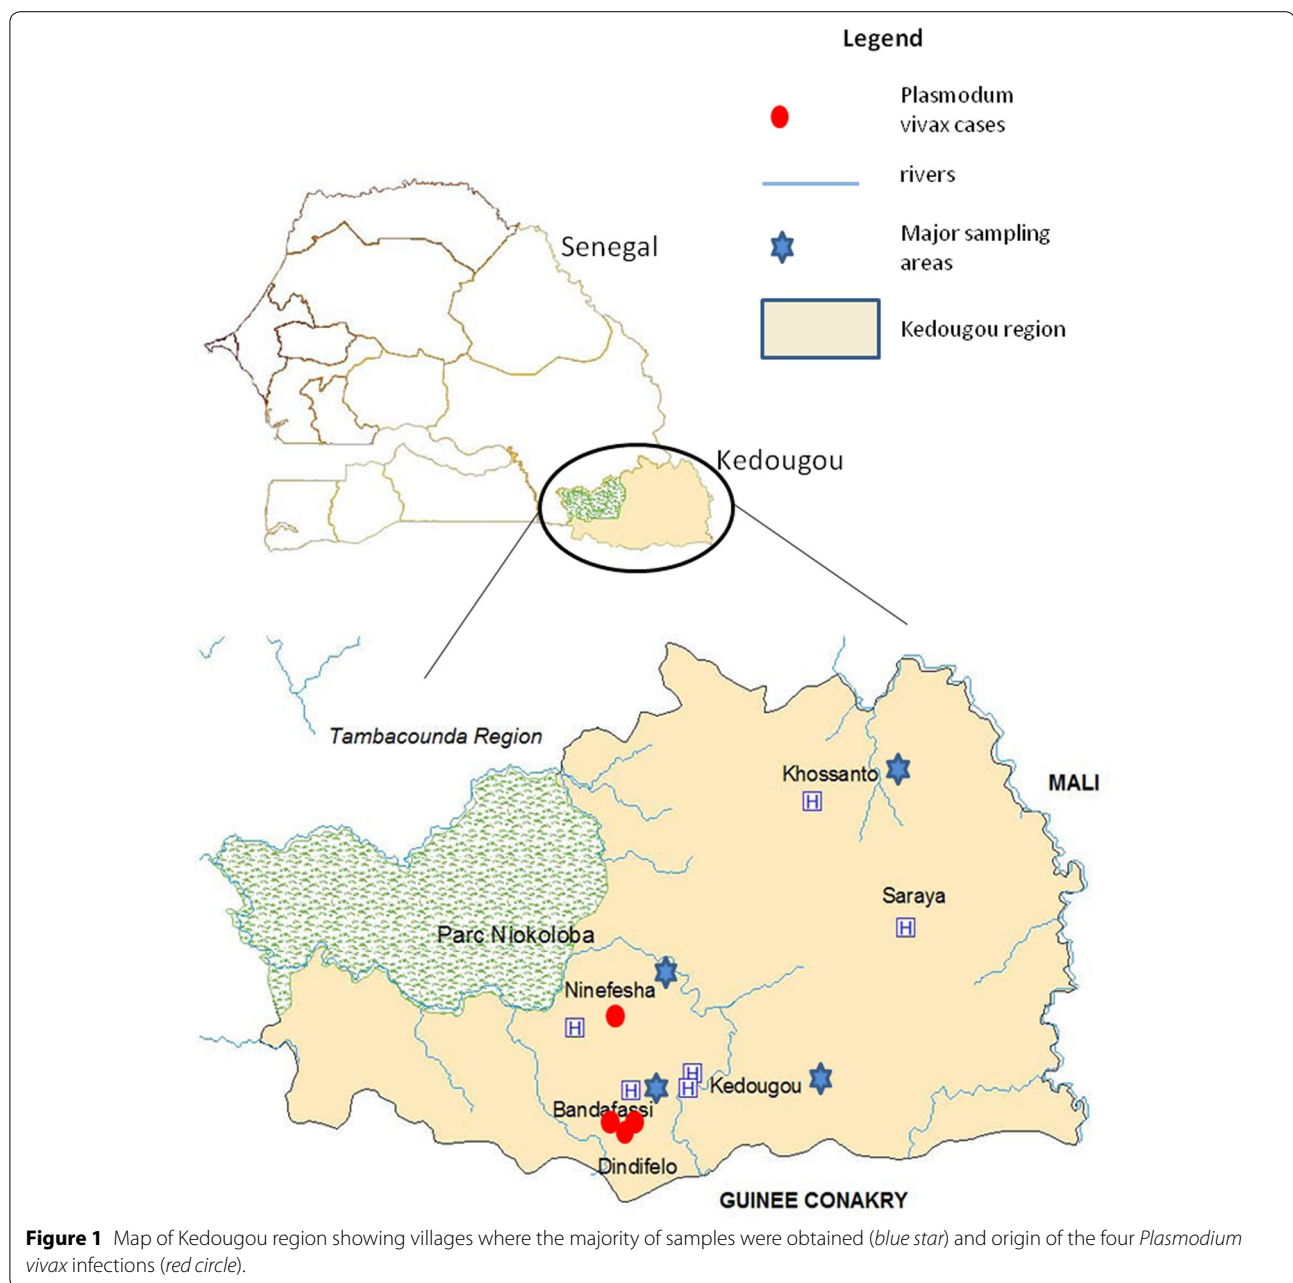 Legend
Plasmodum
vivax cases
rivers
Major sampling
areas
Kedougou region
Senegal
Kedougou
Tambacounda Region
Khossanto
MALI
H
Saraya
H
Parc Niokoloba
Ninefesha
H
H
H
H
Kedougou
Bandafassi
Dindifelo
GUINEE CONAKRY
Figure 1 Map of Kedougou region showing villages where the majority of samples were obtained (blue star) and origin of the four Plasmodium
vivax infections (red circle).